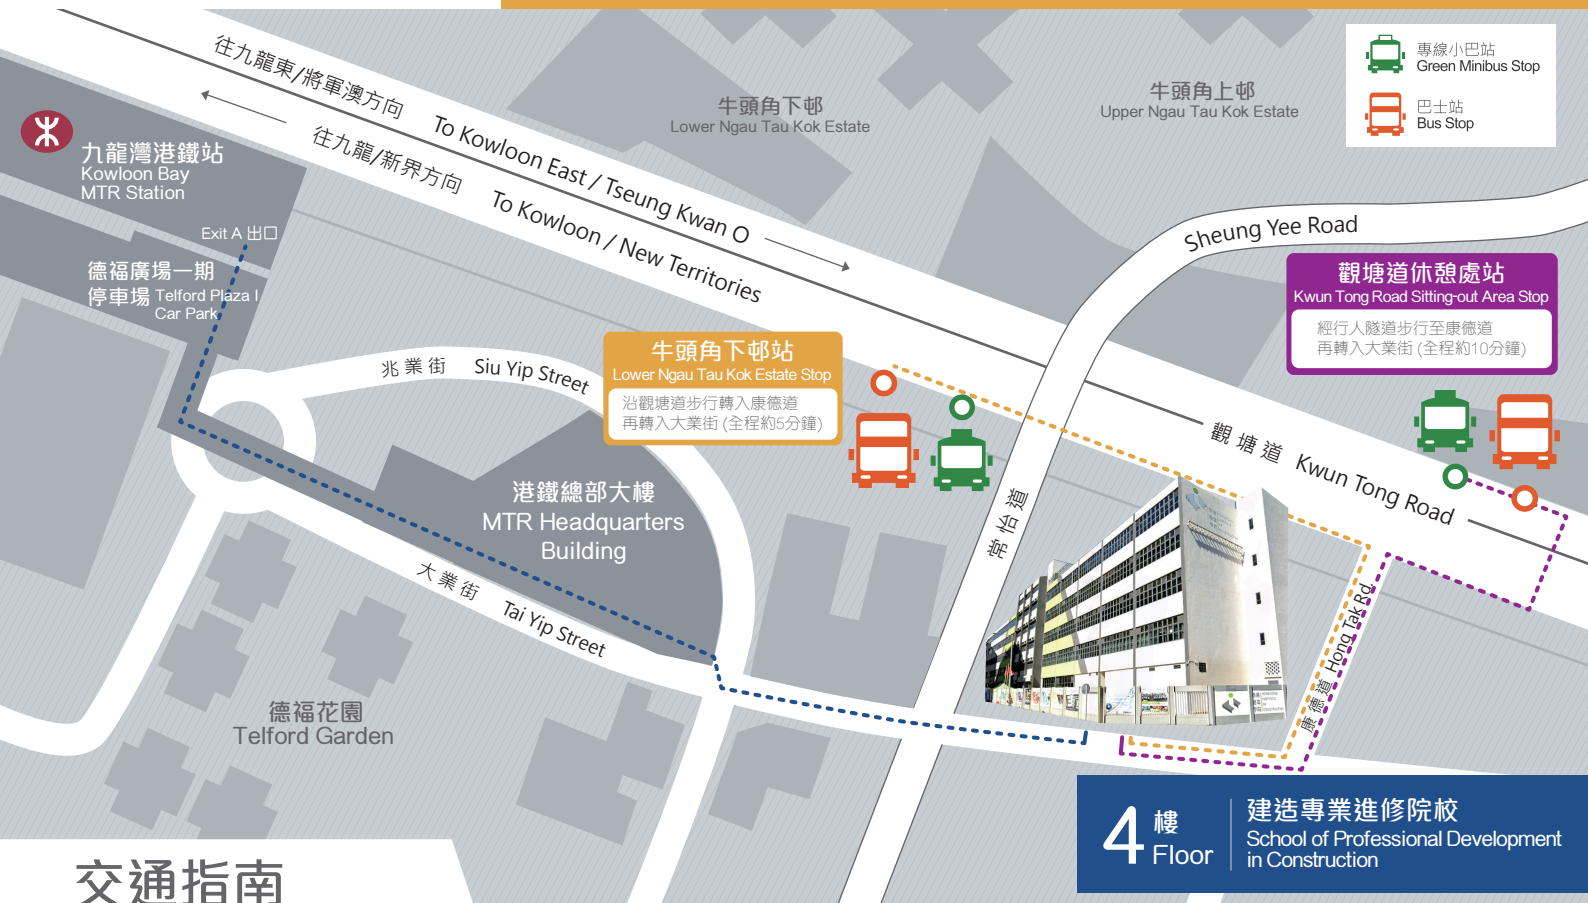 專線小巴站
Green Minibus Stop
巴士站
Bus Stop
往九龍東/將軍澳方向 To Kowloon East / Tseung Kwan O
往九龍/新界方向 To Kowloon / New Territories
牛頭角下邨
Lower Ngau Tau Kok Estate
牛頭角上邨
Upper Ngau Tau Kok Estate
九龍灣港鐵站
Kowloon Bay
MTR Station
Exit A 出口
德福廣場一期
停車場 Telford Plaza I
Car Park
Sheung Yee Road
觀塘道休憩處站
Kwun Tong Road Sitting-out Area Stop
經行人隧道步行至康德道
再轉入大業街 (全程約10分鐘)
牛頭角下邨站
Lower Ngau Tau Kok Estate Stop
沿觀塘道步行轉入康德道
再轉入大業街 (全程約5分鐘)
兆業街 Siu Yip Street
觀塘道 Kwun Tong Road
港鐵總部大樓
MTR Headquarters
Building
常怡道
大業街 Tai Yip Street
康德道 Hong Tak Rd
德福花園
Telford Garden
4 樓
Floor
建造專業進修院校
School of Professional Development
in Construction
交通指南